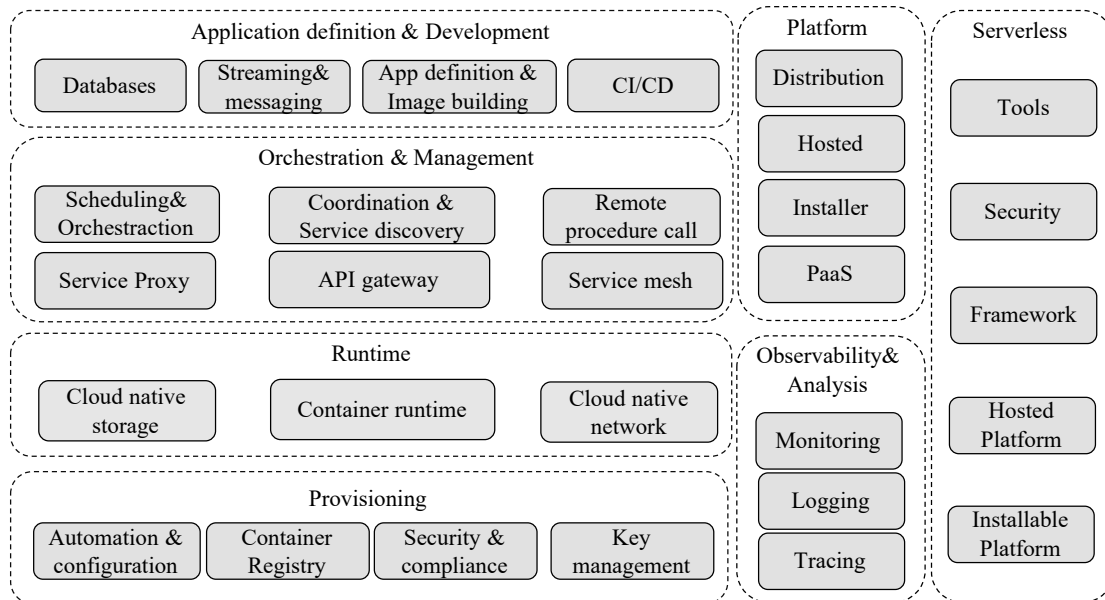 Application definition & Development
Databases
Streaming&
messaging
App definition &
Image building
CI/CD
Orchestration & Management
Scheduling&
Orchestraction
Coordination &
Service discovery
Remote
procedure call
Service Proxy
API gateway
Service mesh
Runtime
Cloud native
storage
Container runtime
Cloud native
network
Provisioning
Automation &
configuration
Container
Registry
Security &
compliance
Key
management
Platform
Distribution
Hosted
Installer
PaaS
Observability&
Analysis
Monitoring
Logging
Tracing
Serverless
Tools
Security
Framework
Hosted
Platform
Installable
Platform